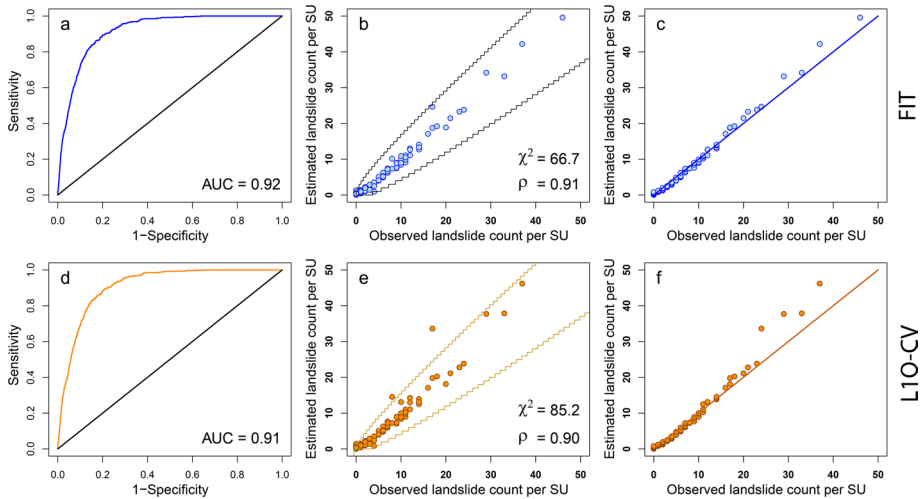 a
Sensitivity
0.0 0.2 0.4 0.6 0.8 1.0
AUC = 0.92
0.0 0.2 0.4 0.6 0.8 1.0
1−Specificity
b
Estimated landslide count per SU
0 10 20 30 40 50
χ² = 66.7
ρ = 0.91
0 10 20 30 40 50
Observed landslide count per SU
c
Estimated landslide count per SU
0 10 20 30 40 50
0 10 20 30 40 50
Observed landslide count per SU
FIT
d
Sensitivity
0.0 0.2 0.4 0.6 0.8 1.0
AUC = 0.91
0.0 0.2 0.4 0.6 0.8 1.0
1−Specificity
e
Estimated landslide count per SU
0 10 20 30 40 50
χ² = 85.2
ρ = 0.90
0 10 20 30 40 50
Observed landslide count per SU
f
Estimated landslide count per SU
0 10 20 30 40 50
0 10 20 30 40 50
Observed landslide count per SU
L1O-CV